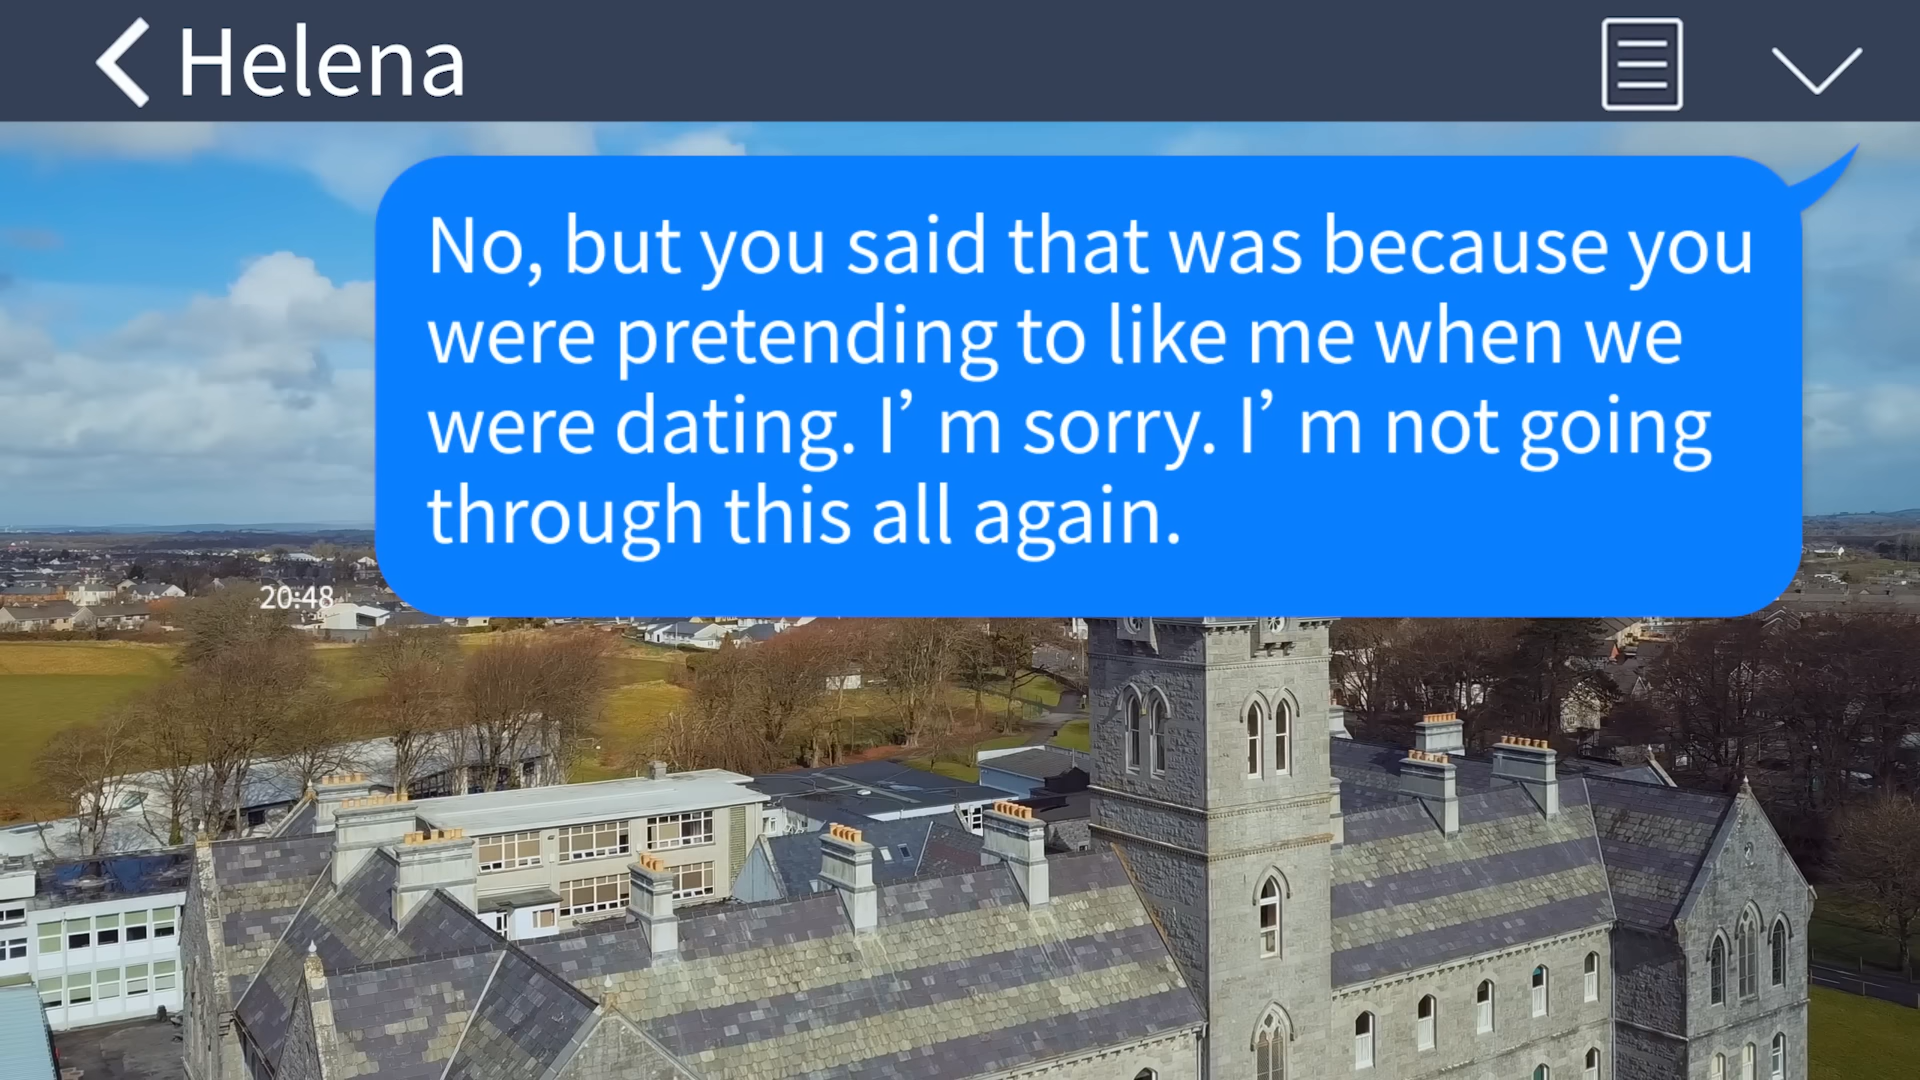 Helena
No, but you said that was because you
were pretending to like me when we
were dating. I’m sorry. I’m not going
through this all again.
20:48